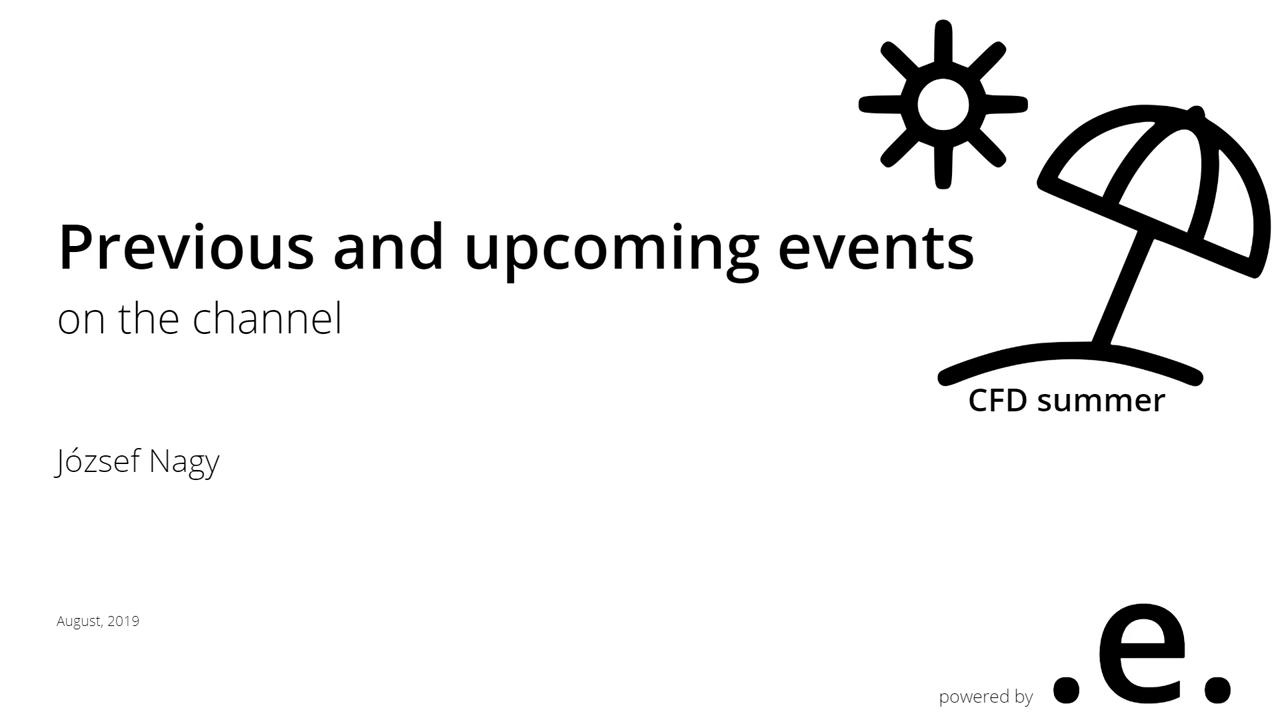 Previous and upcoming events
on the channel
CFD summer
József Nagy
August, 2019
powered by .e.